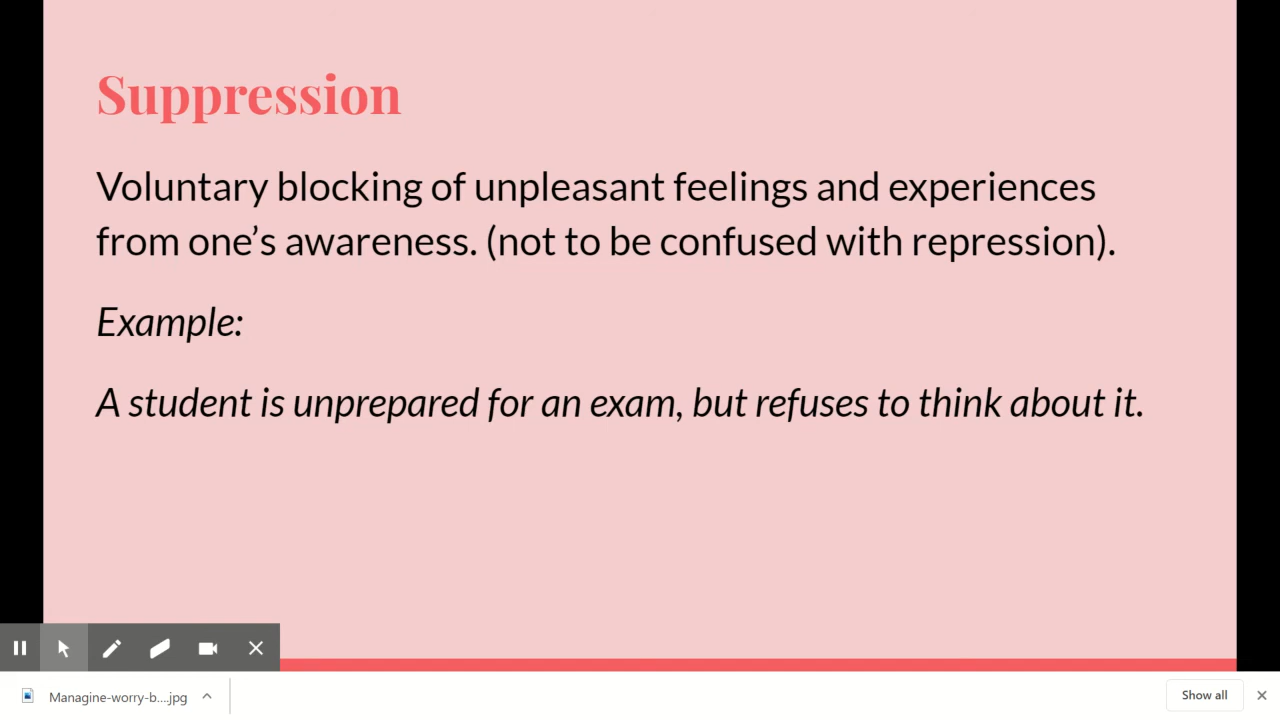 Suppression
Voluntary blocking of unpleasant feelings and experiences
from one’s awareness. (not to be confused with repression).
Example:
A student is unprepared for an exam, but refuses to think about it.
Managine-worry-b....jpg
Show all